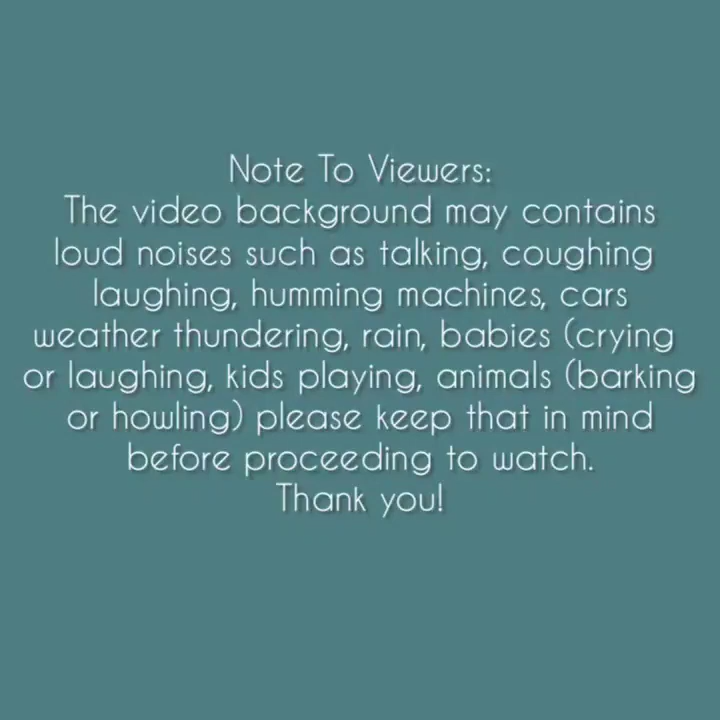 Note To Viewers:
The video background may contains
loud noises such as talking, coughing
laughing, humming machines, cars
weather thundering, rain, babies (crying
or laughing, kids playing, animals (barking
or howling) please keep that in mind
before proceeding to watch.
Thank you!